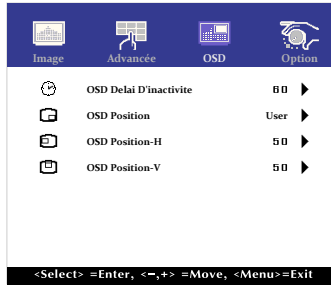 Image Advancée OSD Option
OSD Delai D'inactivite 60
OSD Position User
OSD Position-H 50
OSD Position-V 50
<Select> =Enter, <–,+> =Move, <Menu>=Exit